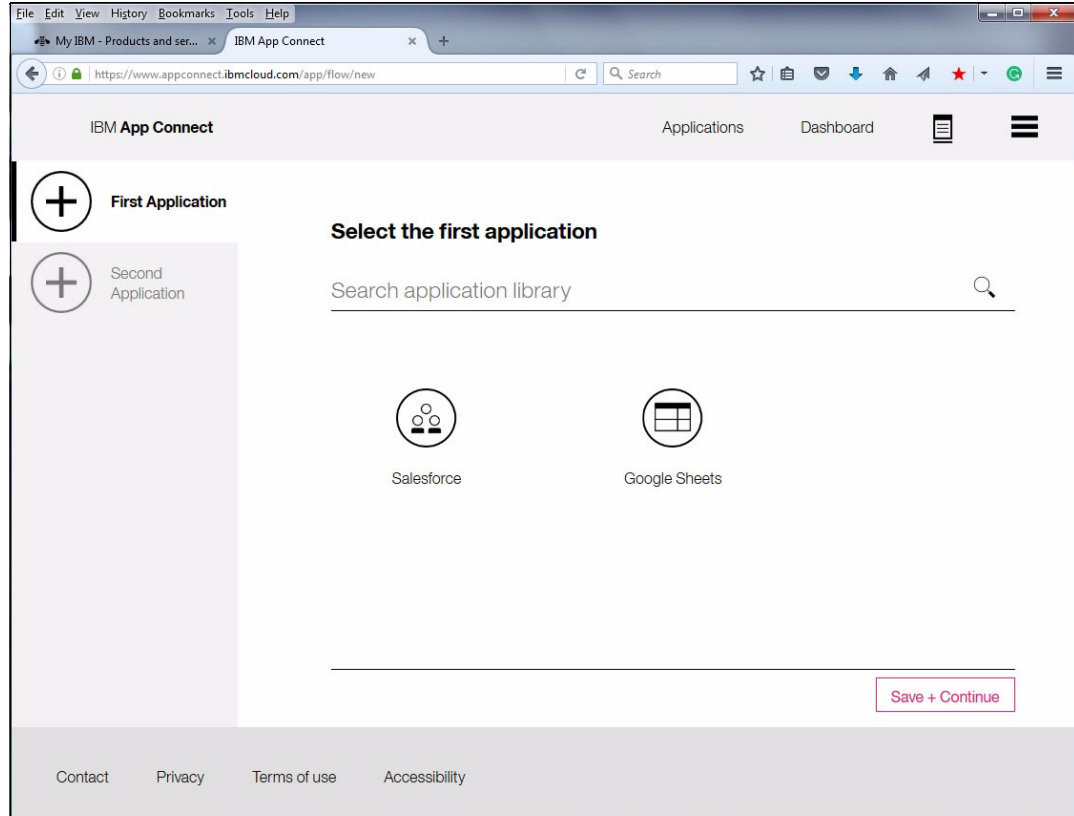 File Edit View History Bookmarks Tools Help
My IBM - Products and ser... × IBM App Connect × +
https://www.appconnect.ibmcloud.com/app/flow/new Search
IBM App Connect Applications Dashboard
First Application
Select the first application
Second
Application
Search application library
Salesforce Google Sheets
Save + Continue
Contact Privacy Terms of use Accessibility